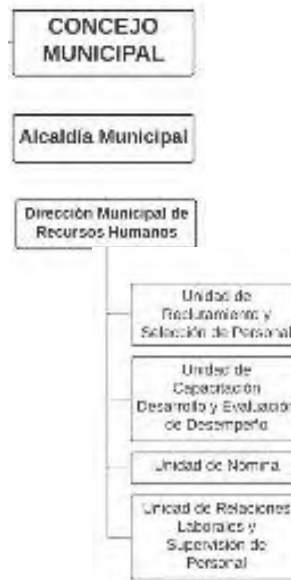 CONCEJO
MUNICIPAL
Alcaldía Municipal
Dirección Municipal de
Recursos Humanos
Unidad de
Reclutamiento y
Selección de Personal
Unidad de
Capacitación
Desarrollo y Evaluación
de Desempeño
Unidad de Nomina
Unidad de Relaciones
Laborales y
Supervisión de
Personal